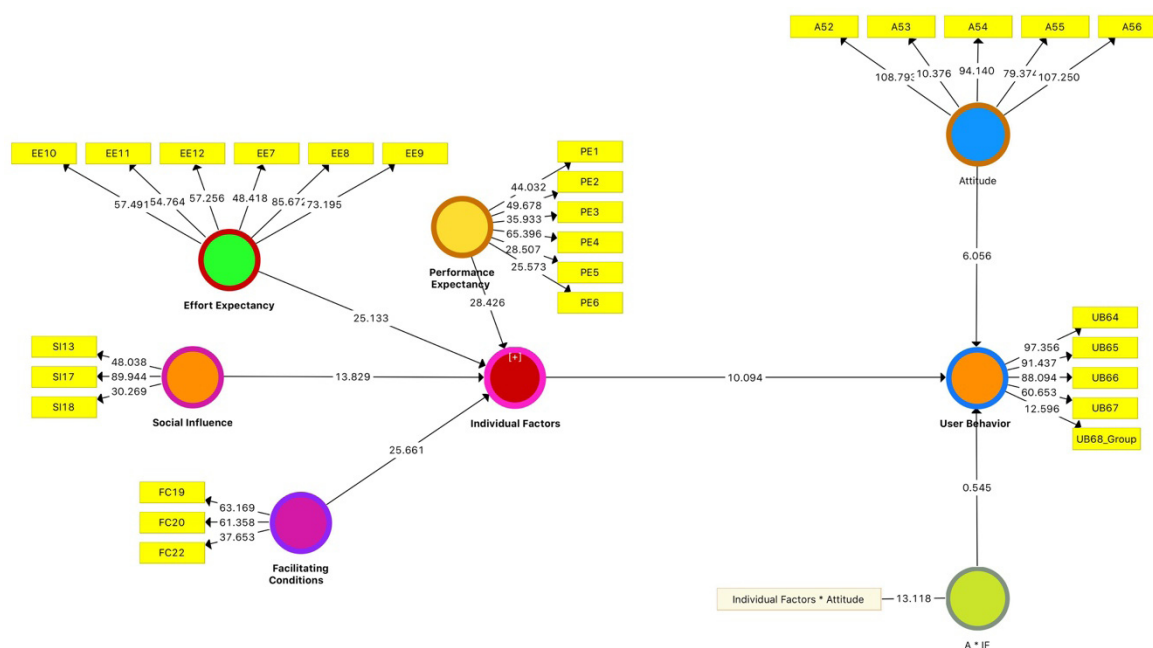 A52 A53 A54 A55 A56
108.793 10.376 94.140 79.374 107.250
Attitude
6.056
EE10 EE11 EE12 EE7 EE8 EE9
57.491 54.764 57.256 48.418 85.672 73.195
Effort Expectancy
25.133
PE1
PE2
PE3
PE4
PE5
PE6
44.032
49.678
35.933
65.396
28.507
25.573
Performance
Expectancy
28.426
SI13
SI17
SI18
48.038
89.944
30.269
Social Influence
13.829
[+]
Individual Factors
10.094
FC19
FC20
FC22
63.169
61.358
37.653
Facilitating
Conditions
25.661
UB64
UB65
UB66
UB67
UB68_Group
97.356
91.437
88.094
60.653
12.596
User Behavior
0.545
Individual Factors * Attitude
13.118